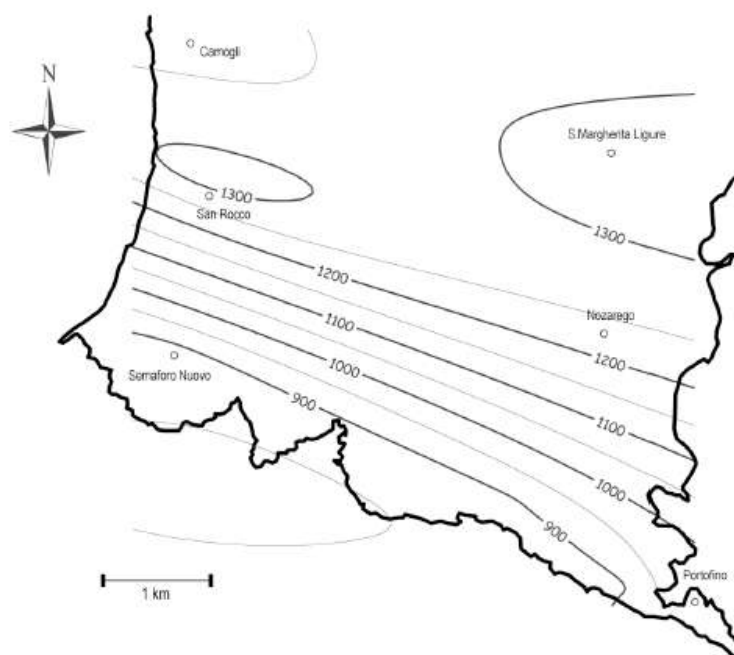 Camogli
N
S.Margherita Ligure
1300
San Rocco
1300
1200
Nozarego
1100
1200
Semaforo Nuovo
1000
900
1100
1000
900
Portofino
1 km